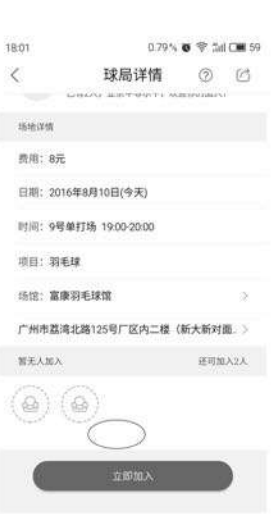 18:01 0.79% 59
球局详情
场地详情
费用：8元
日期：2016年8月10日(今天)
时间：9号单打场 19:00-20:00
项目：羽毛球
场馆：富康羽毛球馆
广州市荔湾北路125号厂区内二楼（新大新对面..
暂无人加入 还可加入2人
立即加入